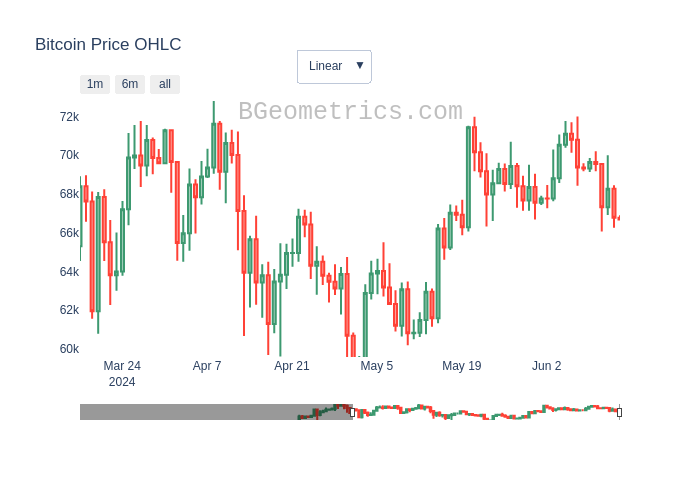 Bitcoin Price OHLC
Linear ▼
1m 6m all
BGeometrics.com
72k
70k
68k
66k
64k
62k
60k
Mar 24 Apr 7 Apr 21 May 5 May 19 Jun 2
2024